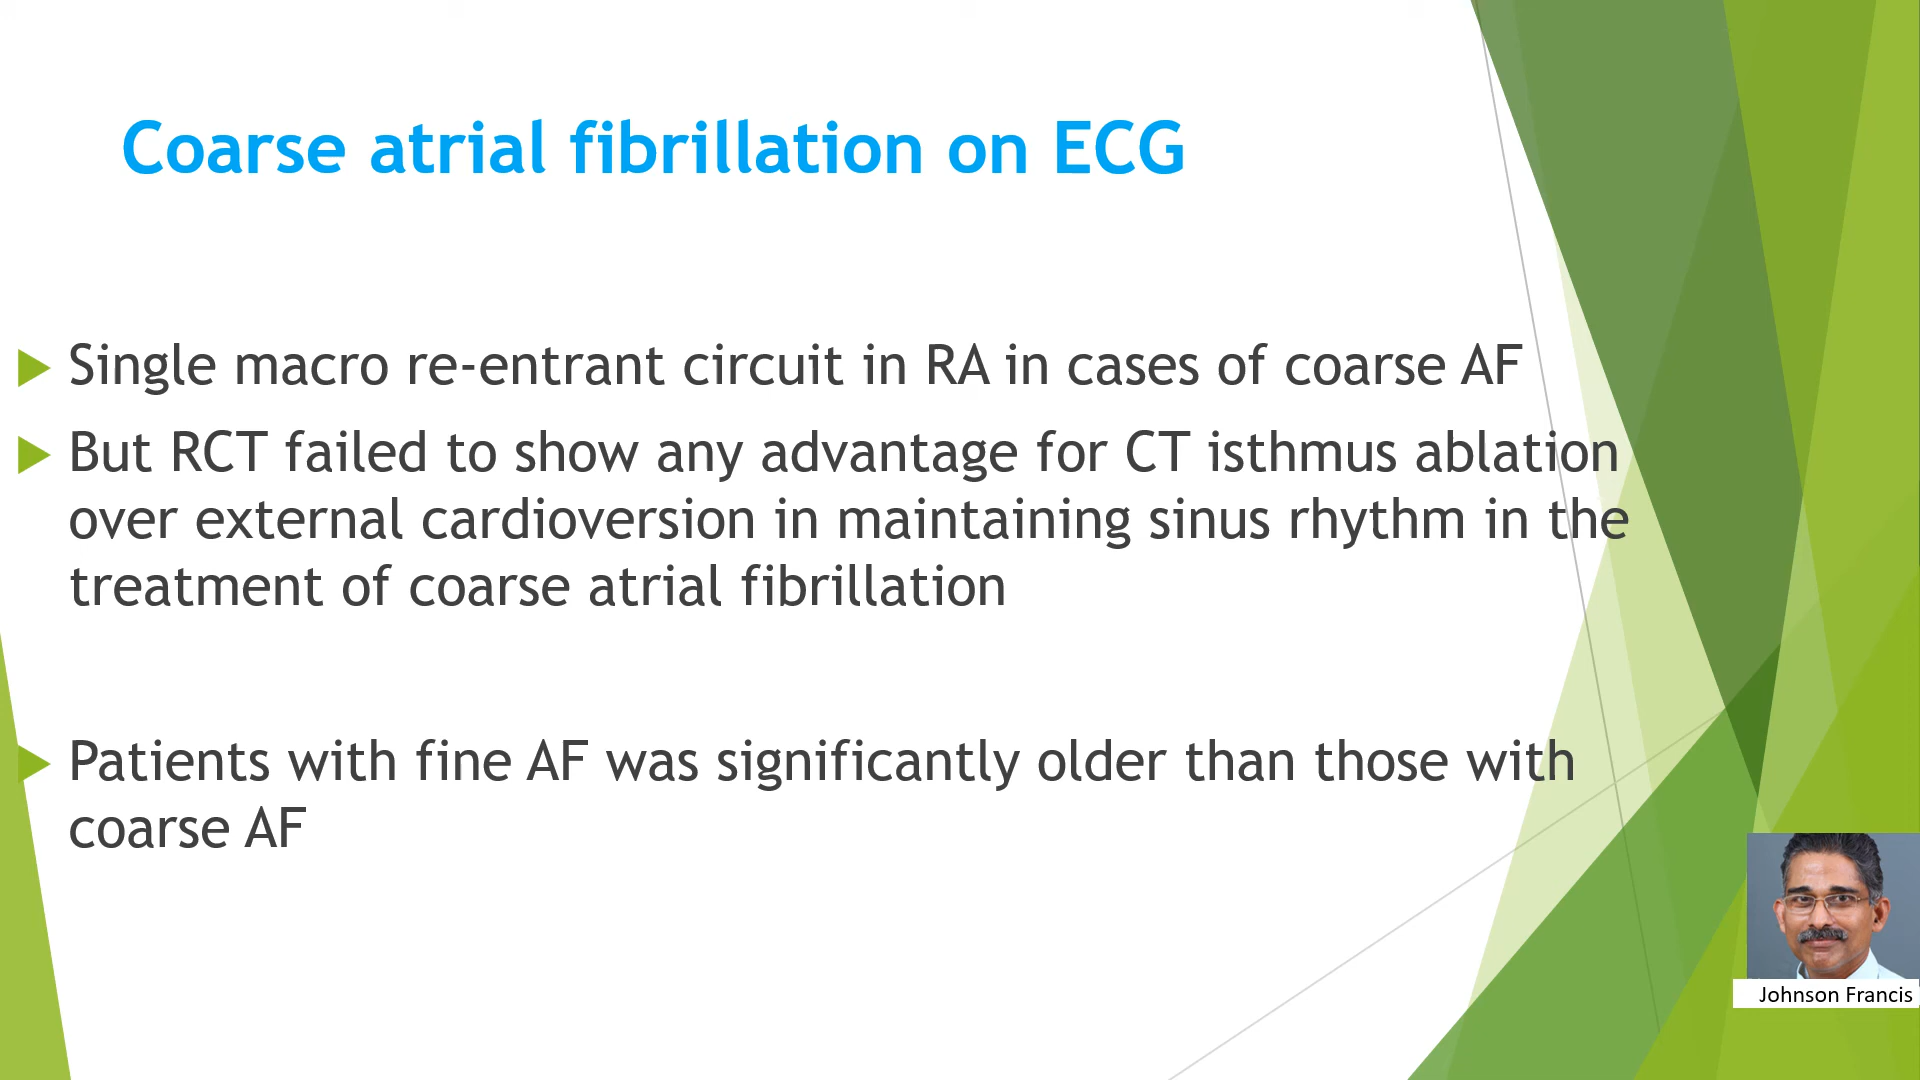 Coarse atrial fibrillation on ECG
Single macro re-entrant circuit in RA in cases of coarse AF
But RCT failed to show any advantage for CT isthmus ablation
over external cardioversion in maintaining sinus rhythm in the
treatment of coarse atrial fibrillation
Patients with fine AF was significantly older than those with
coarse AF
Johnson Francis